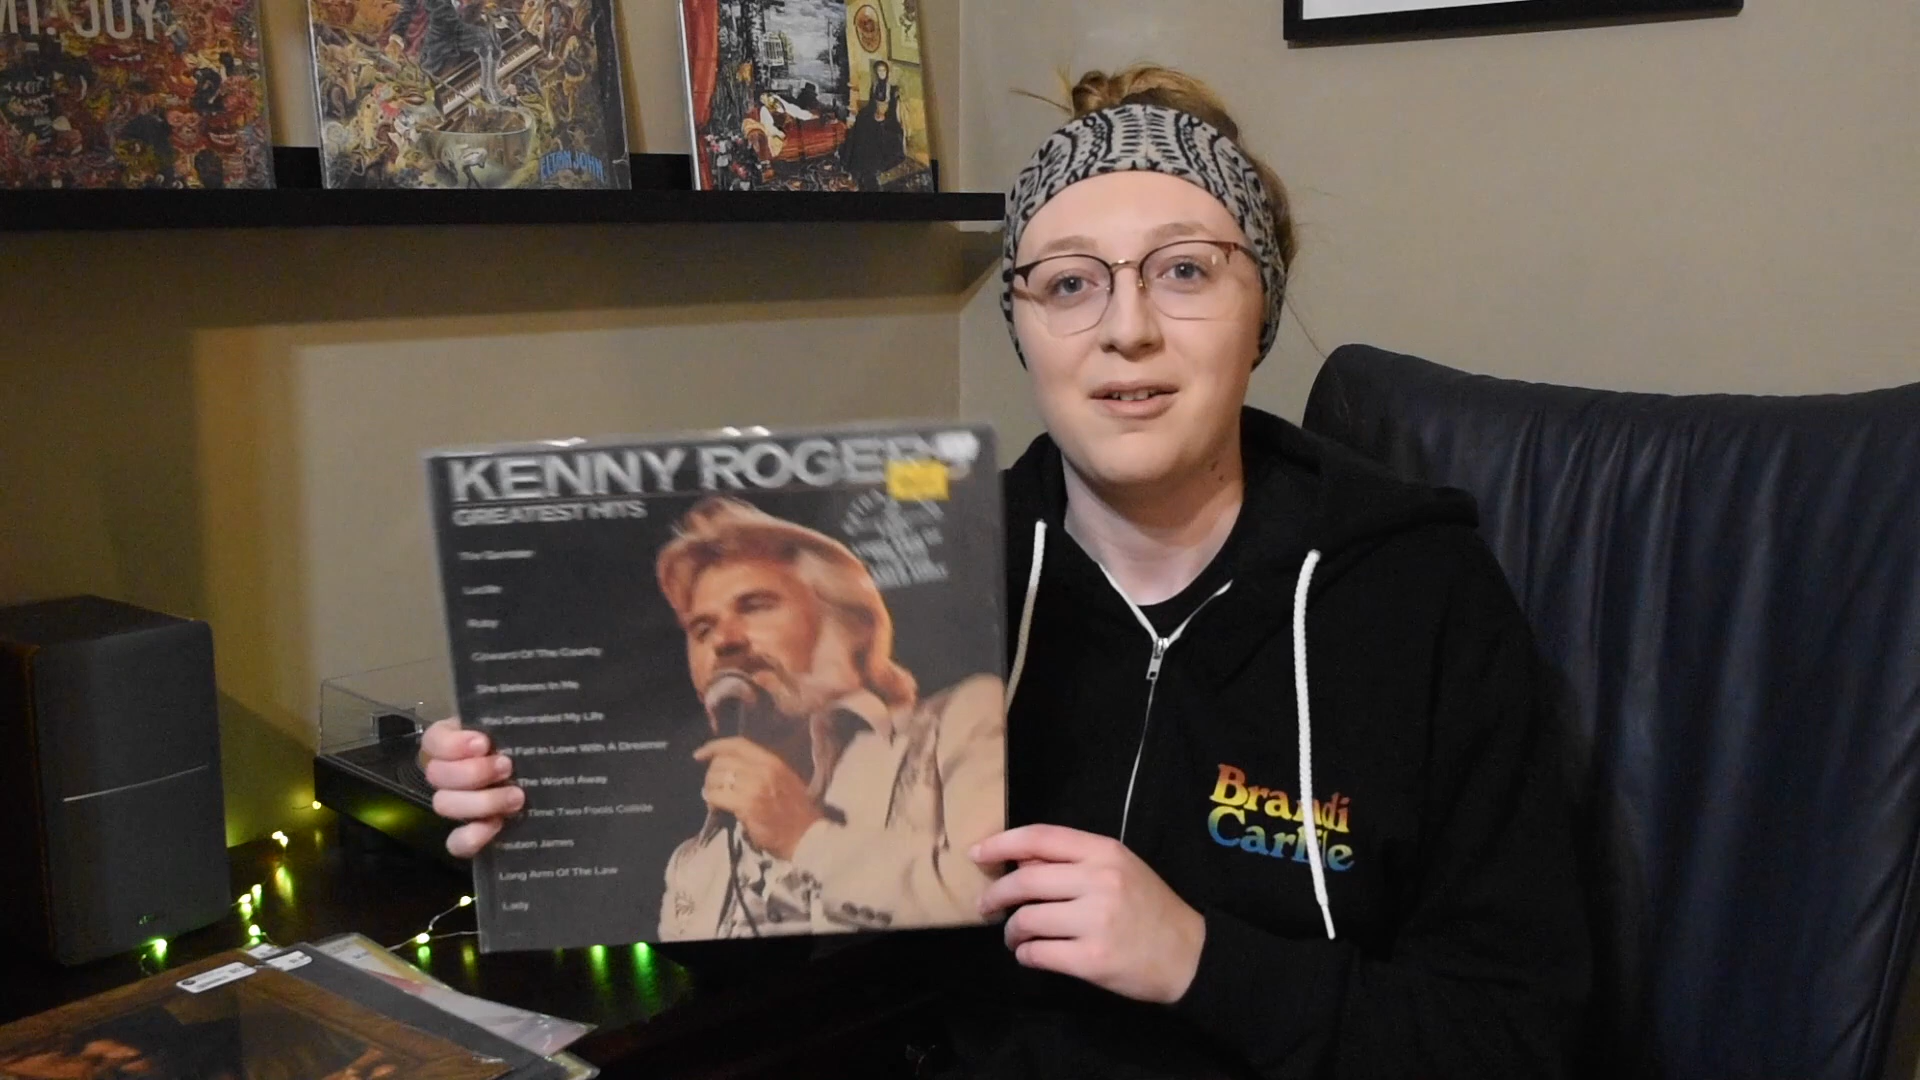 MT. JOY
ELTON JOHN
KENNY ROGERS
GREATEST HITS
The Gambler
Lucille
Ruby
Coward Of The County
She Believes In Me
You Decorated My Life
't Fall In Love With A Dreamer
The World Away
Time Two Fools Collide
euben James
Long Arm Of The Law
Lady
Brandi
Carlile